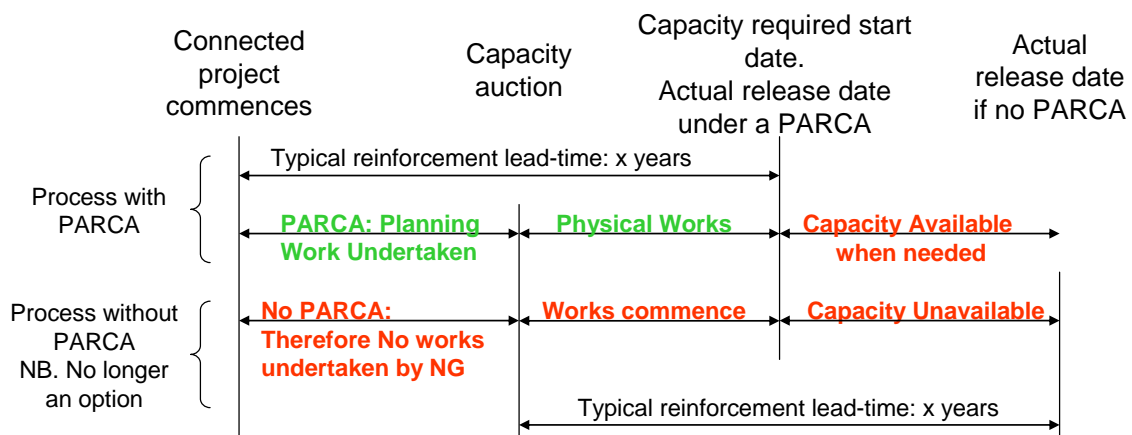 Connected
project
commences
Capacity
auction
Capacity required start
date.
Actual release date
under a PARCA
Actual
release date
if no PARCA
Typical reinforcement lead-time: x years
Process with
PARCA
PARCA: Planning
Work Undertaken
Physical Works
Capacity Available
when needed
Process without
PARCA
NB. No longer
an option
No PARCA:
Therefore No works
undertaken by NG
Works commence
Capacity Unavailable
Typical reinforcement lead-time: x years